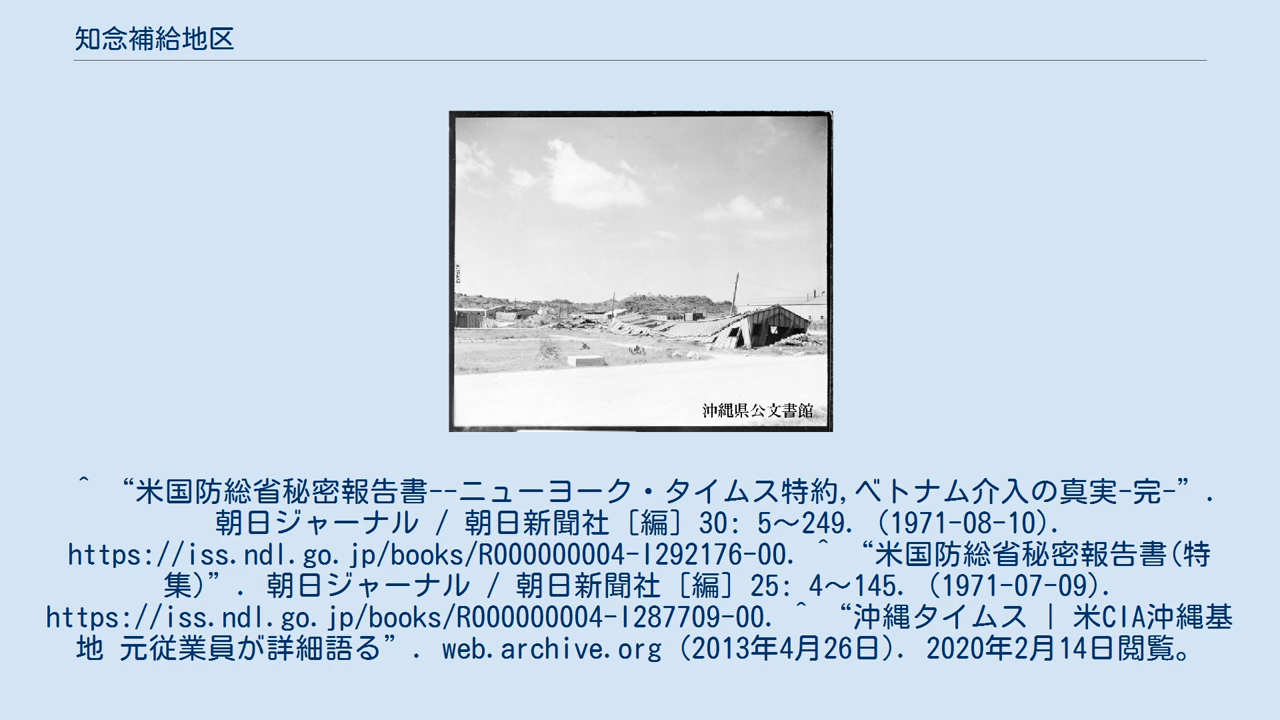 知念補給地区
沖縄県公文書館
^ “米国防総省秘密報告書--ニューヨーク・タイムス特約,ベトナム介入の真実-完-”.
朝日ジャーナル / 朝日新聞社 [編] 30: 5〜249. (1971-08-10).
https://iss.ndl.go.jp/books/R000000004-I292176-00. ^ “米国防総省秘密報告書(特
集)”. 朝日ジャーナル / 朝日新聞社 [編] 25: 4〜145. (1971-07-09).
https://iss.ndl.go.jp/books/R000000004-I287709-00. ^ “沖縄タイムス | 米CIA沖縄基
地 元従業員が詳細語る”. web.archive.org (2013年4月26日). 2020年2月14日閲覧。